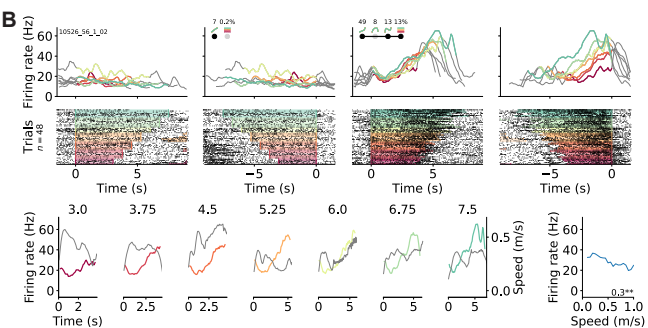 B
10526_56_1_02
7 0.2%
49 8 13 13%
Firing rate (Hz)
60
40
20
0
Trials
n = 48
0 5
−5 0
0 5
−5 0
Time (s)
Time (s)
Time (s)
Time (s)
3.0 3.75 4.5 5.25 6.0 6.75 7.5
Firing rate (Hz)
60
40
20
0
0 2
0 2.5
0 2.5
0 5
0 5
0 5
0 5
Time (s)
0.5
0.0
Speed (m/s)
Firing rate (Hz)
60
40
20
0
0.3**
0.0 0.5 1.0
Speed (m/s)